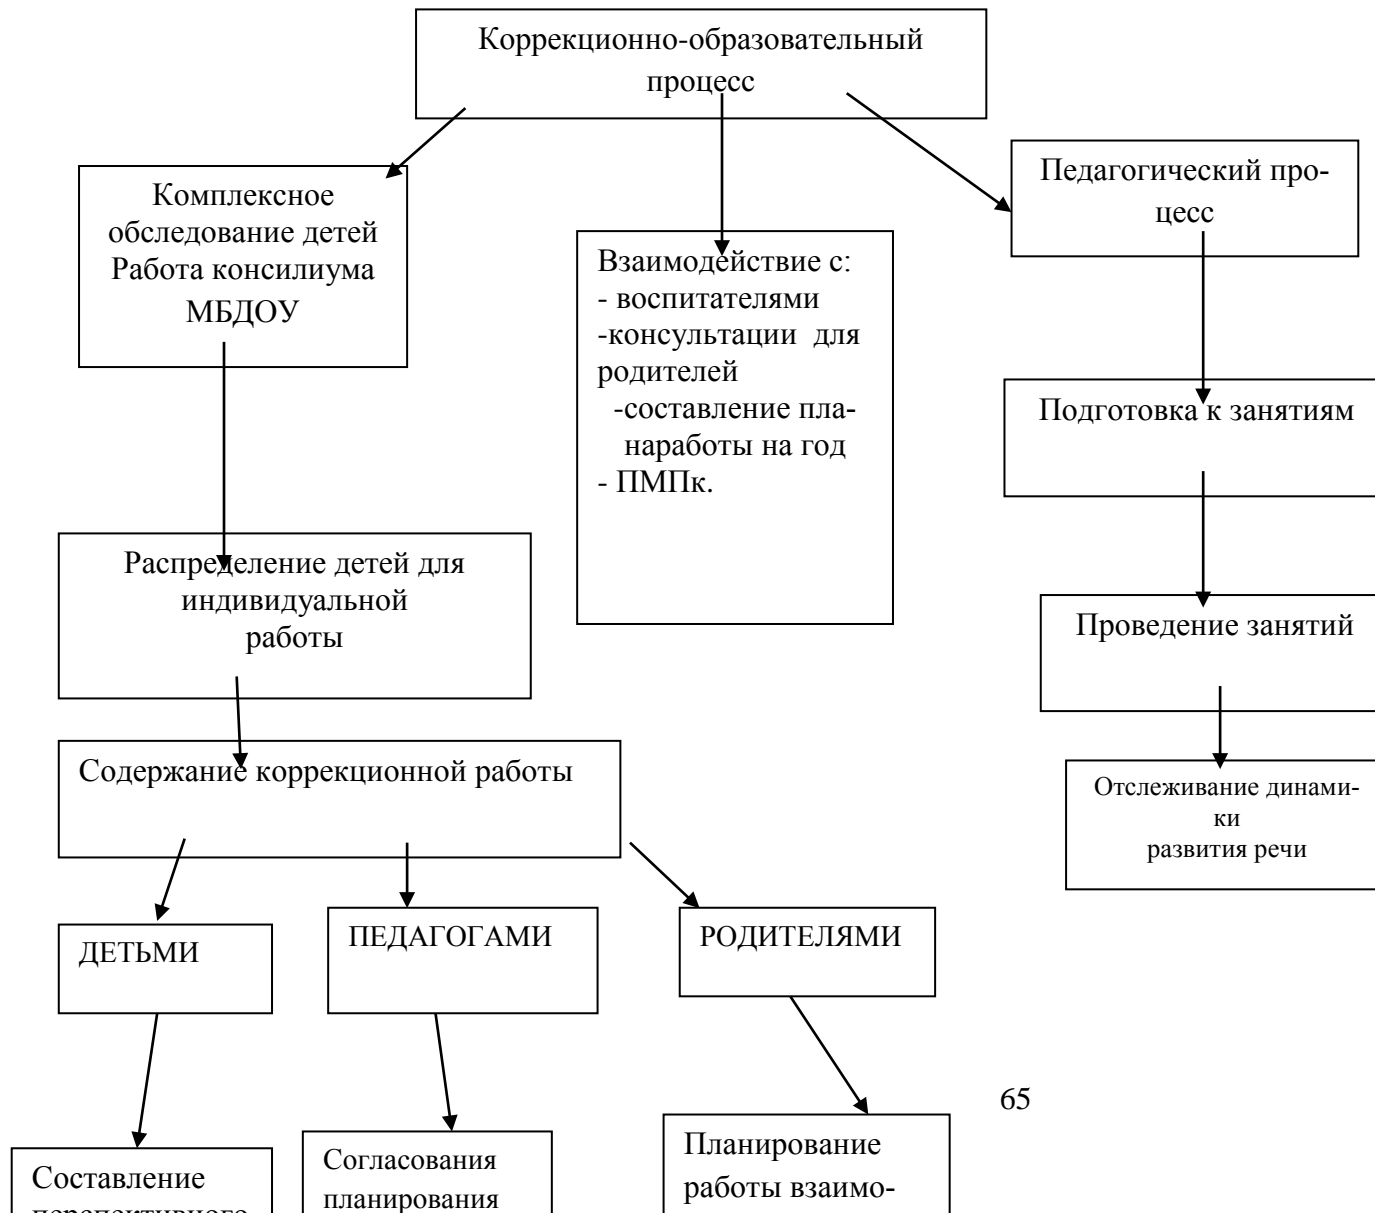 Коррекционно-образовательный
процесс
Комплексное
обследование детей
Работа консилиума
МБДОУ
Взаимодействие с:
- воспитателями
-консультации для
родителей
-составление пла-
наработы на год
- ПМПк.
Педагогический про-
цесс
Подготовка к занятиям
Распределение детей для
индивидуальной
работы
Проведение занятий
Содержание коррекционной работы
Отслеживание динами-
ки
развития речи
ДЕТЬМИ
ПЕДАГОГАМИ
РОДИТЕЛЯМИ
65
Составление
перспективного
Согласования
планирования
Планирование
работы взаимо-